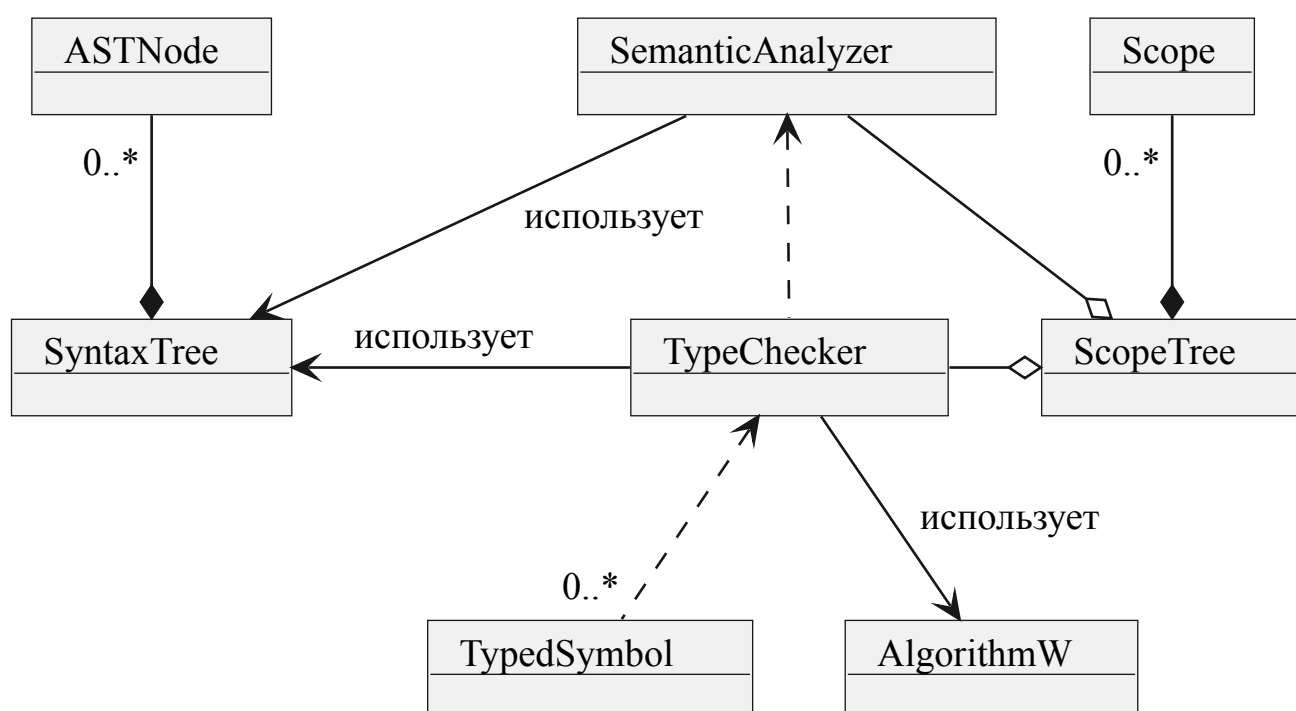 ASTNode
SemanticAnalyzer
Scope
0..*
0..*
использует
SyntaxTree
использует
TypeChecker
ScopeTree
использует
0..*
TypedSymbol
AlgorithmW